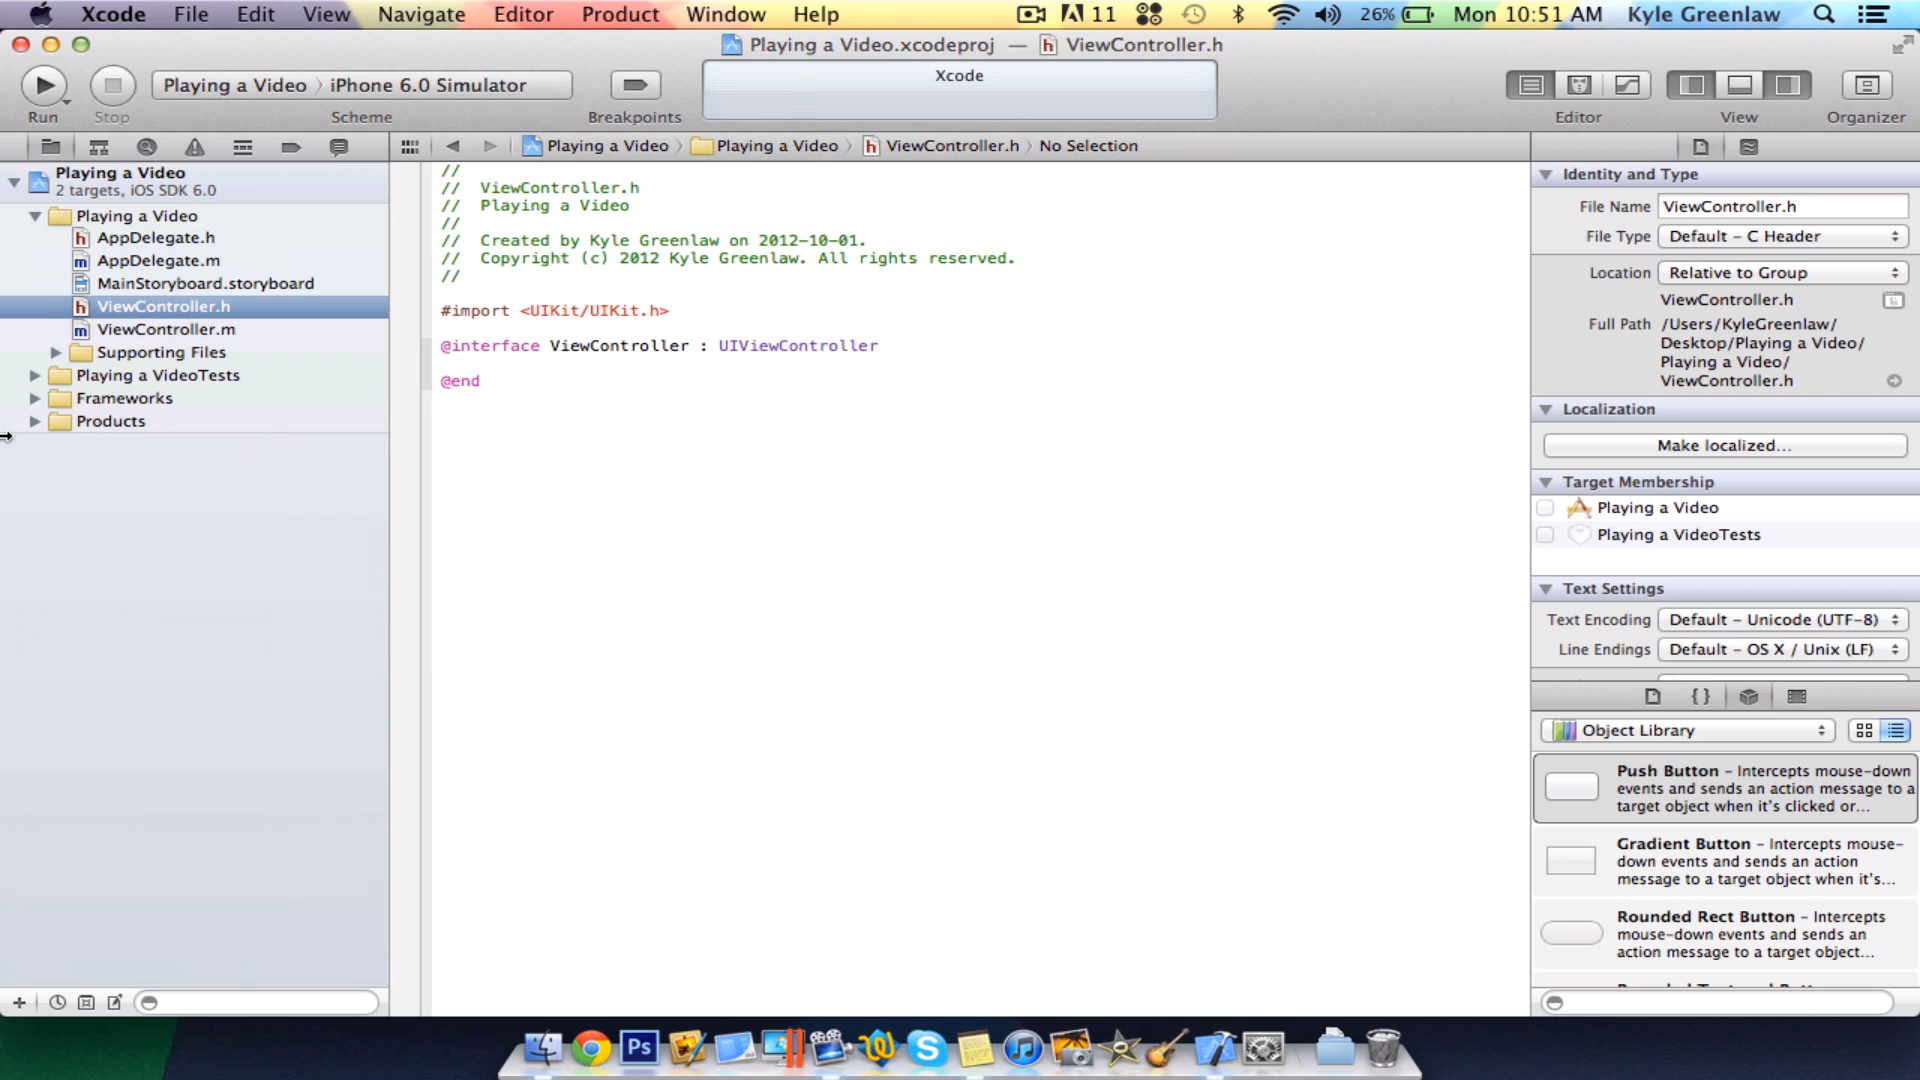 Xcode File Edit View Navigate Editor Product Window Help 11 26% Mon 10:51 AM Kyle Greenlaw
Playing a Video.xcodeproj — ViewController.h
Playing a Video iPhone 6.0 Simulator
Xcode
Run Stop Scheme Breakpoints Editor View Organizer
Playing a Video Playing a Video ViewController.h No Selection
Playing a Video
2 targets, iOS SDK 6.0
Playing a Video
AppDelegate.h
AppDelegate.m
MainStoryboard.storyboard
ViewController.h
ViewController.m
Supporting Files
Playing a VideoTests
Frameworks
Products
//
// ViewController.h
// Playing a Video
//
// Created by Kyle Greenlaw on 2012-10-01.
// Copyright (c) 2012 Kyle Greenlaw. All rights reserved.
//
#import <UIKit/UIKit.h>
@interface ViewController : UIViewController
@end
Identity and Type
File Name ViewController.h
File Type Default - C Header
Location Relative to Group
ViewController.h
Full Path /Users/KyleGreenlaw/
Desktop/Playing a Video/
Playing a Video/
ViewController.h
Localization
Make localized...
Target Membership
Playing a Video
Playing a VideoTests
Text Settings
Text Encoding Default - Unicode (UTF-8)
Line Endings Default - OS X / Unix (LF)
{}
Object Library
Push Button - Intercepts mouse-down
events and sends an action message to a
target object when it's clicked or...
Gradient Button - Intercepts mouse-
down events and sends an action
message to a target object when it's...
Rounded Rect Button - Intercepts
mouse-down events and sends an
action message to a target object...
Ps